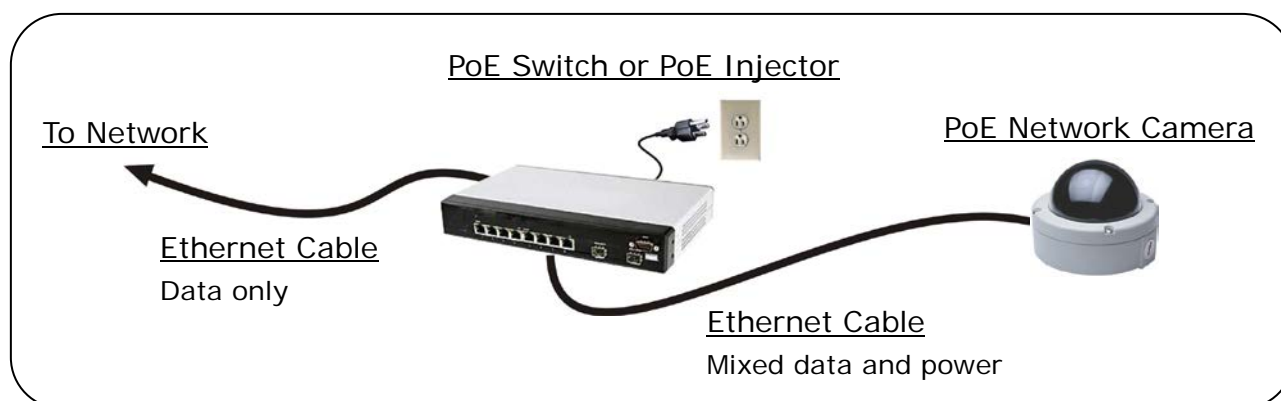 PoE Switch or PoE Injector
To Network
PoE Network Camera
Ethernet Cable
Data only
Ethernet Cable
Mixed data and power